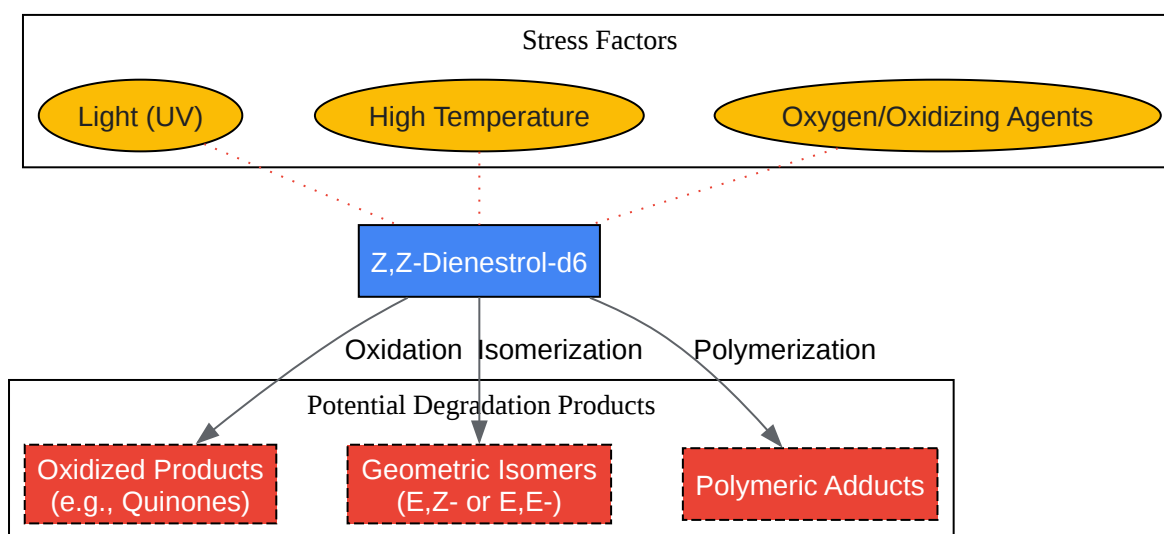 Stress Factors
Light (UV)
High Temperature
Oxygen/Oxidizing Agents
Z,Z-Dienestrol-d6
Oxidation
Isomerization
Polymerization
Potential Degradation Products
Oxidized Products
(e.g., Quinones)
Geometric Isomers
(E,Z- or E,E-)
Polymeric Adducts